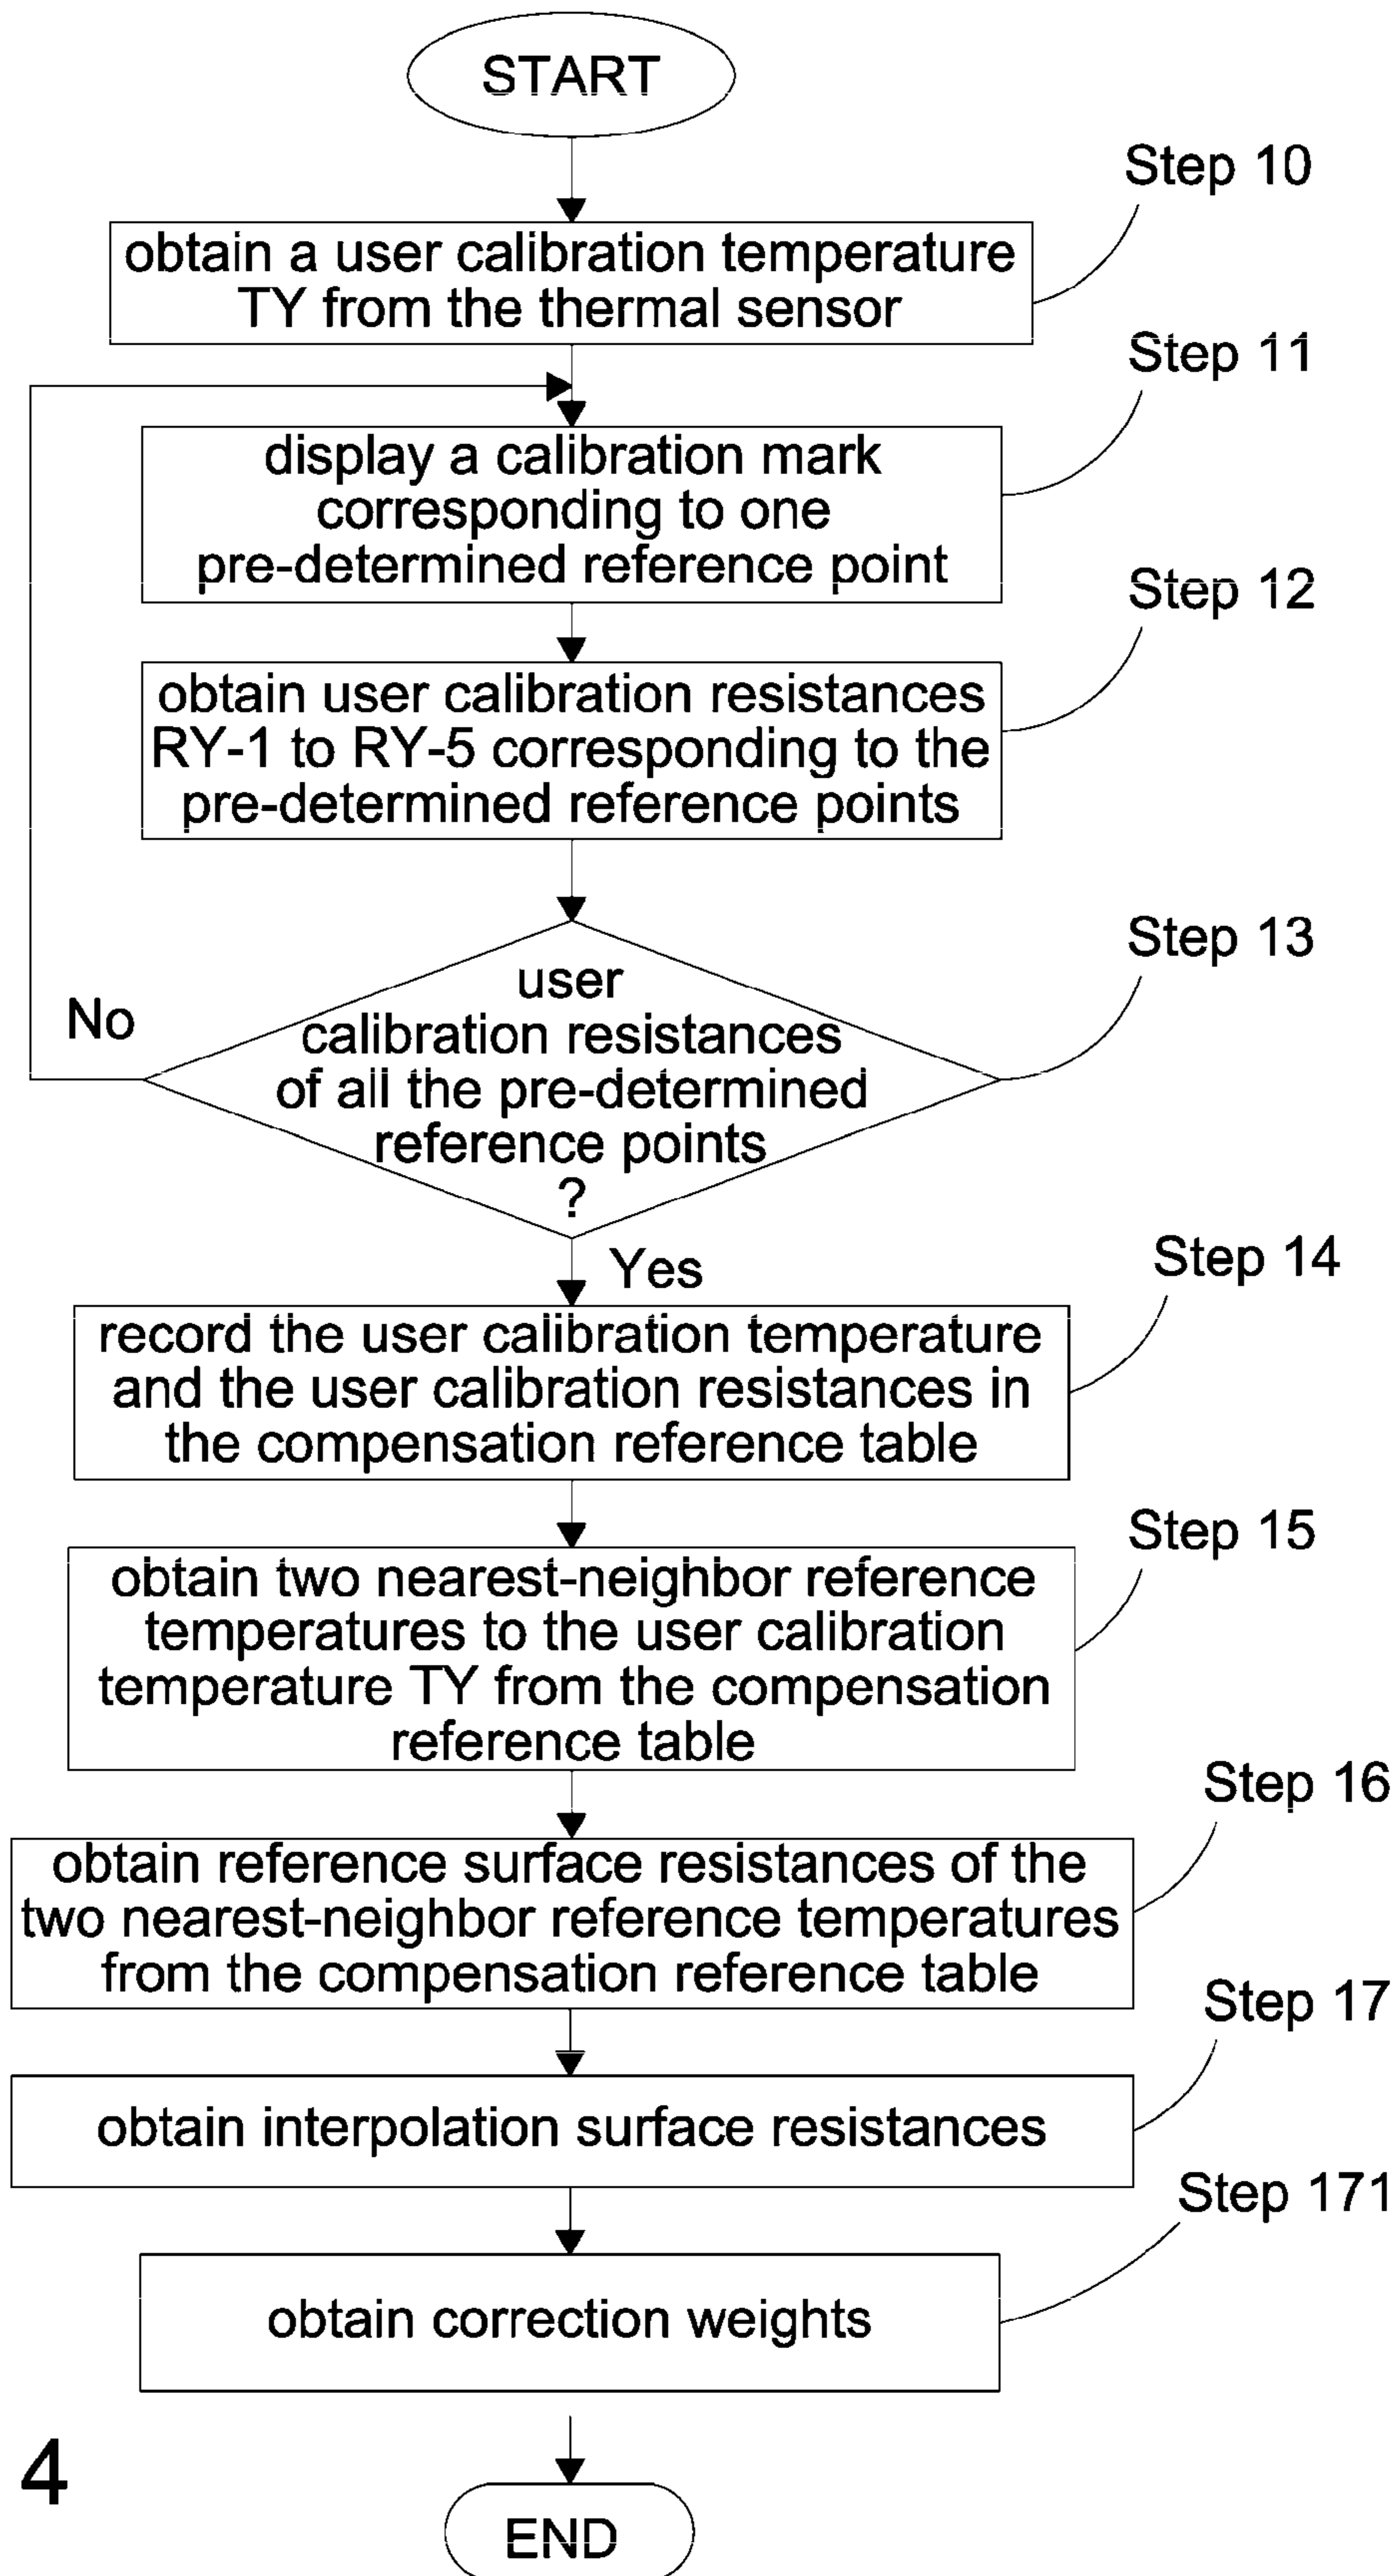 START
Step 10
obtain a user calibration temperature
TY from the thermal sensor
Step 11
display a calibration mark
corresponding to one
pre-determined reference point
Step 12
obtain user calibration resistances
RY-1 to RY-5 corresponding to the
pre-determined reference points
Step 13
No
user
calibration resistances
of all the pre-determined
reference points
?
Yes
Step 14
record the user calibration temperature
and the user calibration resistances in
the compensation reference table
Step 15
obtain two nearest-neighbor reference
temperatures to the user calibration
temperature TY from the compensation
reference table
Step 16
obtain reference surface resistances of the
two nearest-neighbor reference temperatures
from the compensation reference table
Step 17
obtain interpolation surface resistances
Step 171
obtain correction weights
4
END